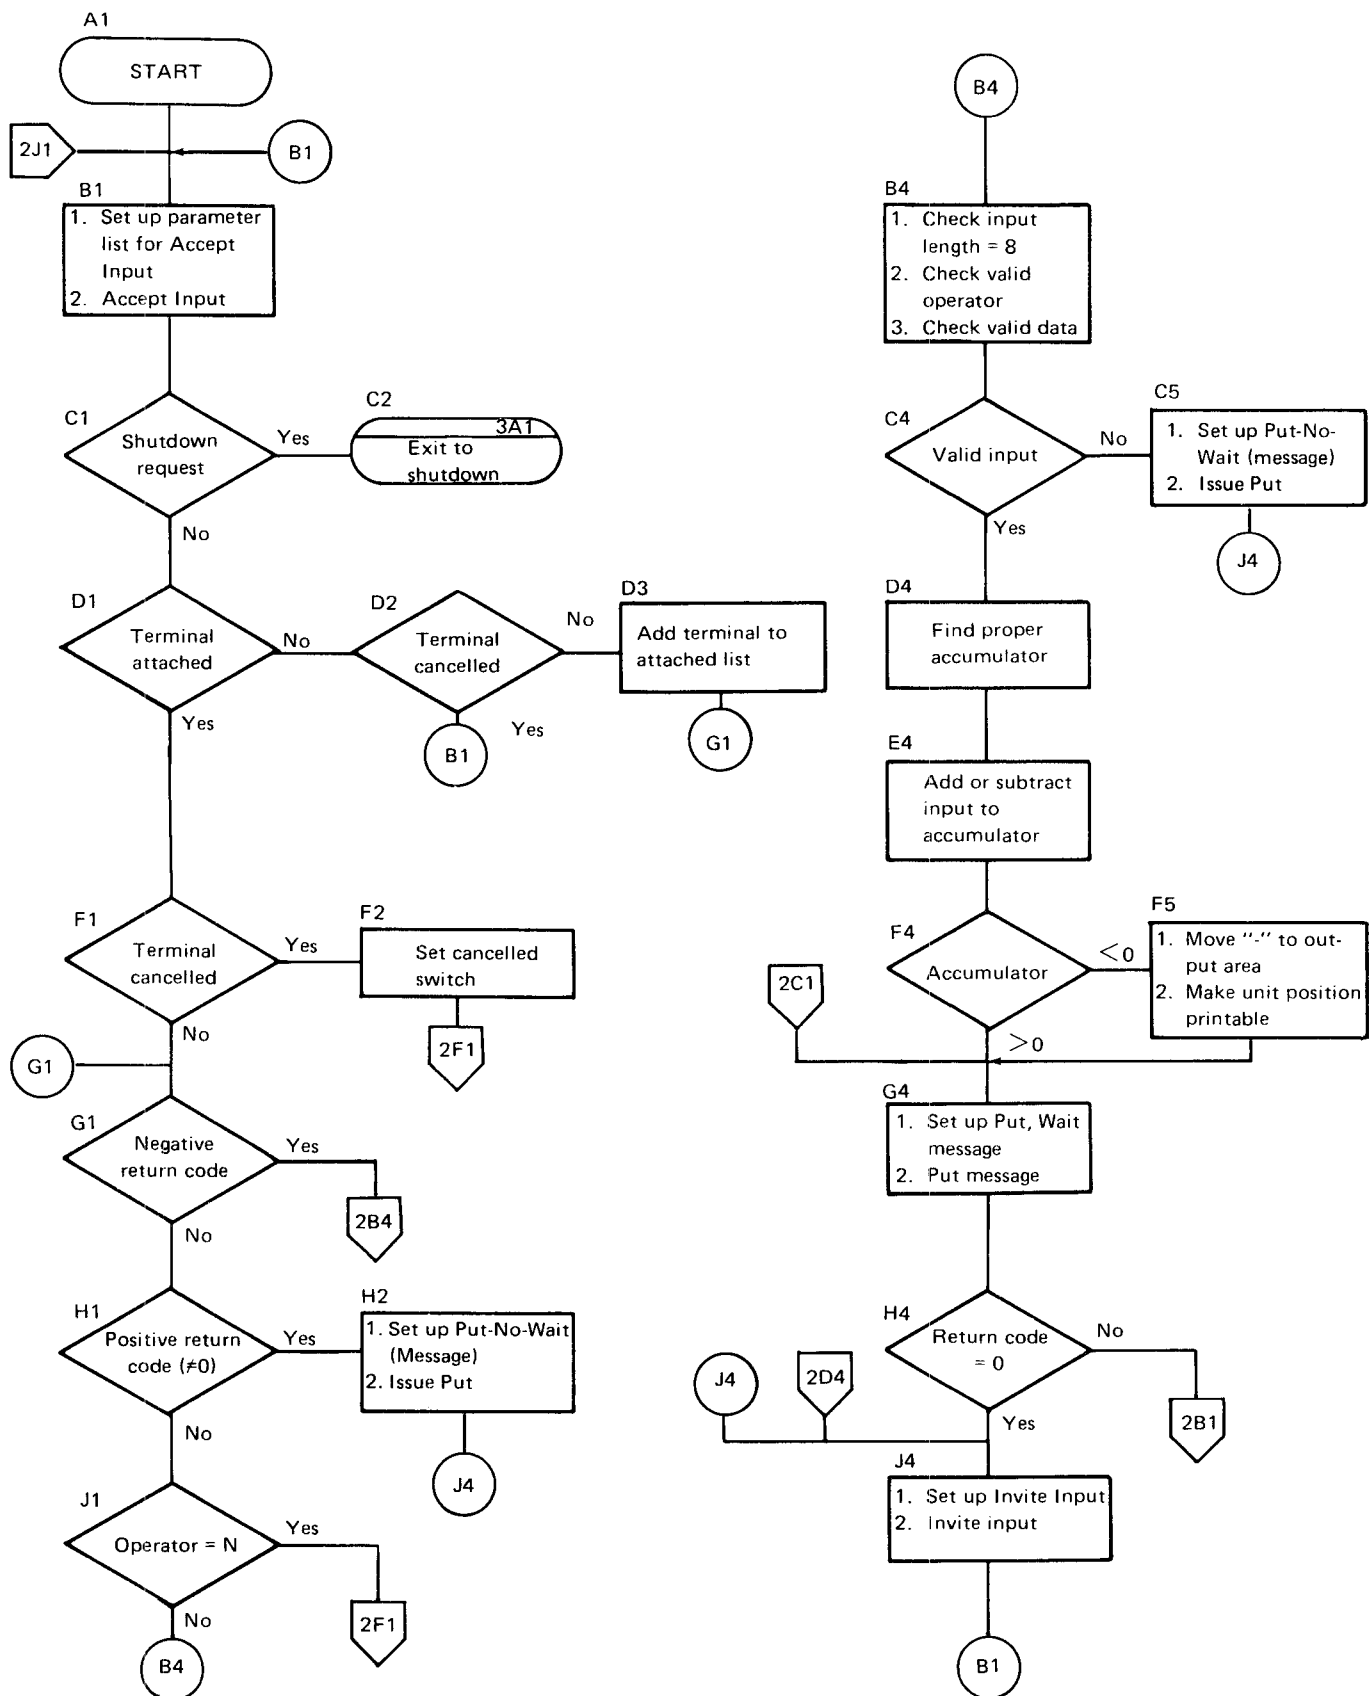 A1
START
2J1
B1
B1
1. Set up parameter
list for Accept
Input
2. Accept Input
C1
Shutdown
request
Yes
No
C2
3A1
Exit to
shutdown
D1
Terminal
attached
No
Yes
D2
Terminal
cancelled
No
Yes
B1
D3
Add terminal to
attached list
G1
F1
Terminal
cancelled
Yes
No
F2
Set cancelled
switch
2F1
G1
G1
Negative
return code
Yes
No
2B4
H1
Positive return
code (≠0)
Yes
No
H2
1. Set up Put-No-Wait
(Message)
2. Issue Put
J4
J1
Operator = N
Yes
No
2F1
B4
B4
B4
1. Check input
length = 8
2. Check valid
operator
3. Check valid data
C4
Valid input
No
Yes
C5
1. Set up Put-No-
Wait (message)
2. Issue Put
J4
D4
Find proper
accumulator
E4
Add or subtract
input to
accumulator
F4
Accumulator
<0
>0
F5
1. Move "-" to out-
put area
2. Make unit position
printable
2C1
G4
1. Set up Put, Wait
message
2. Put message
H4
Return code
= 0
No
Yes
2B1
J4
2D4
J4
1. Set up Invite Input
2. Invite input
B1